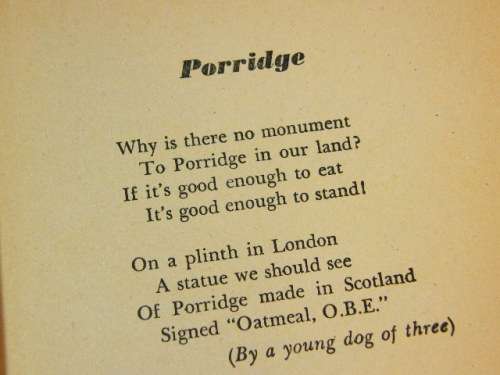 Porridge
Why is there no monument
To Porridge in our land?
If it's good enough to eat
It's good enough to stand!
On a plinth in London
A statue we should see
Of Porridge made in Scotland
Signed "Oatmeal, O.B.E."
(By a young dog of three)